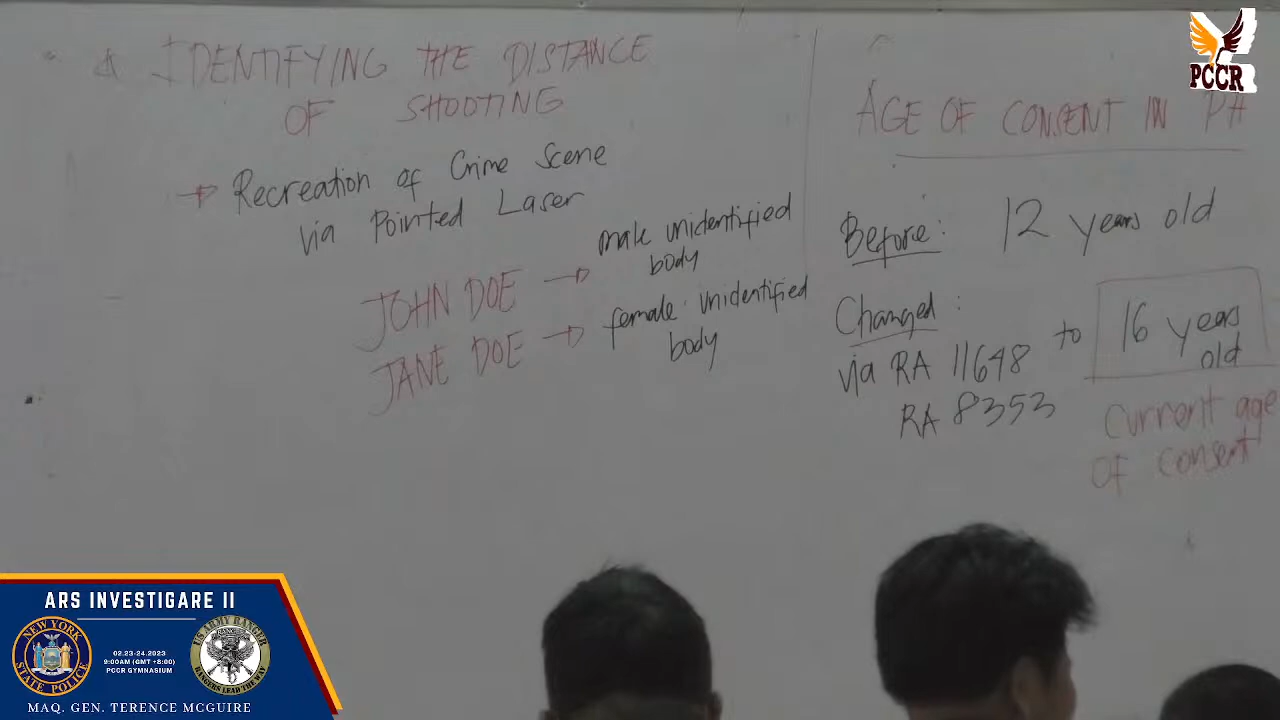 IDENTIFYING THE DISTANCE
OF SHOOTING
→ Recreation of Crime Scene
via Pointed Laser
JOHN DOE → male unidentified
body
JANE DOE → female unidentified
body
AGE OF CONSENT IN PH
Before: 12 years old
Changed:
via RA 11648 to 16 years
old
RA 8353
current age
of consent
PCCR
ARS INVESTIGARE II
NEW YORK
STATE POLICE
02.23-24.2023
9:00AM (GMT +8:00)
PCCR GYMNASIUM
US ARMY RANGER
RANGERS LEAD THE WAY
MAQ. GEN. TERENCE MCGUIRE